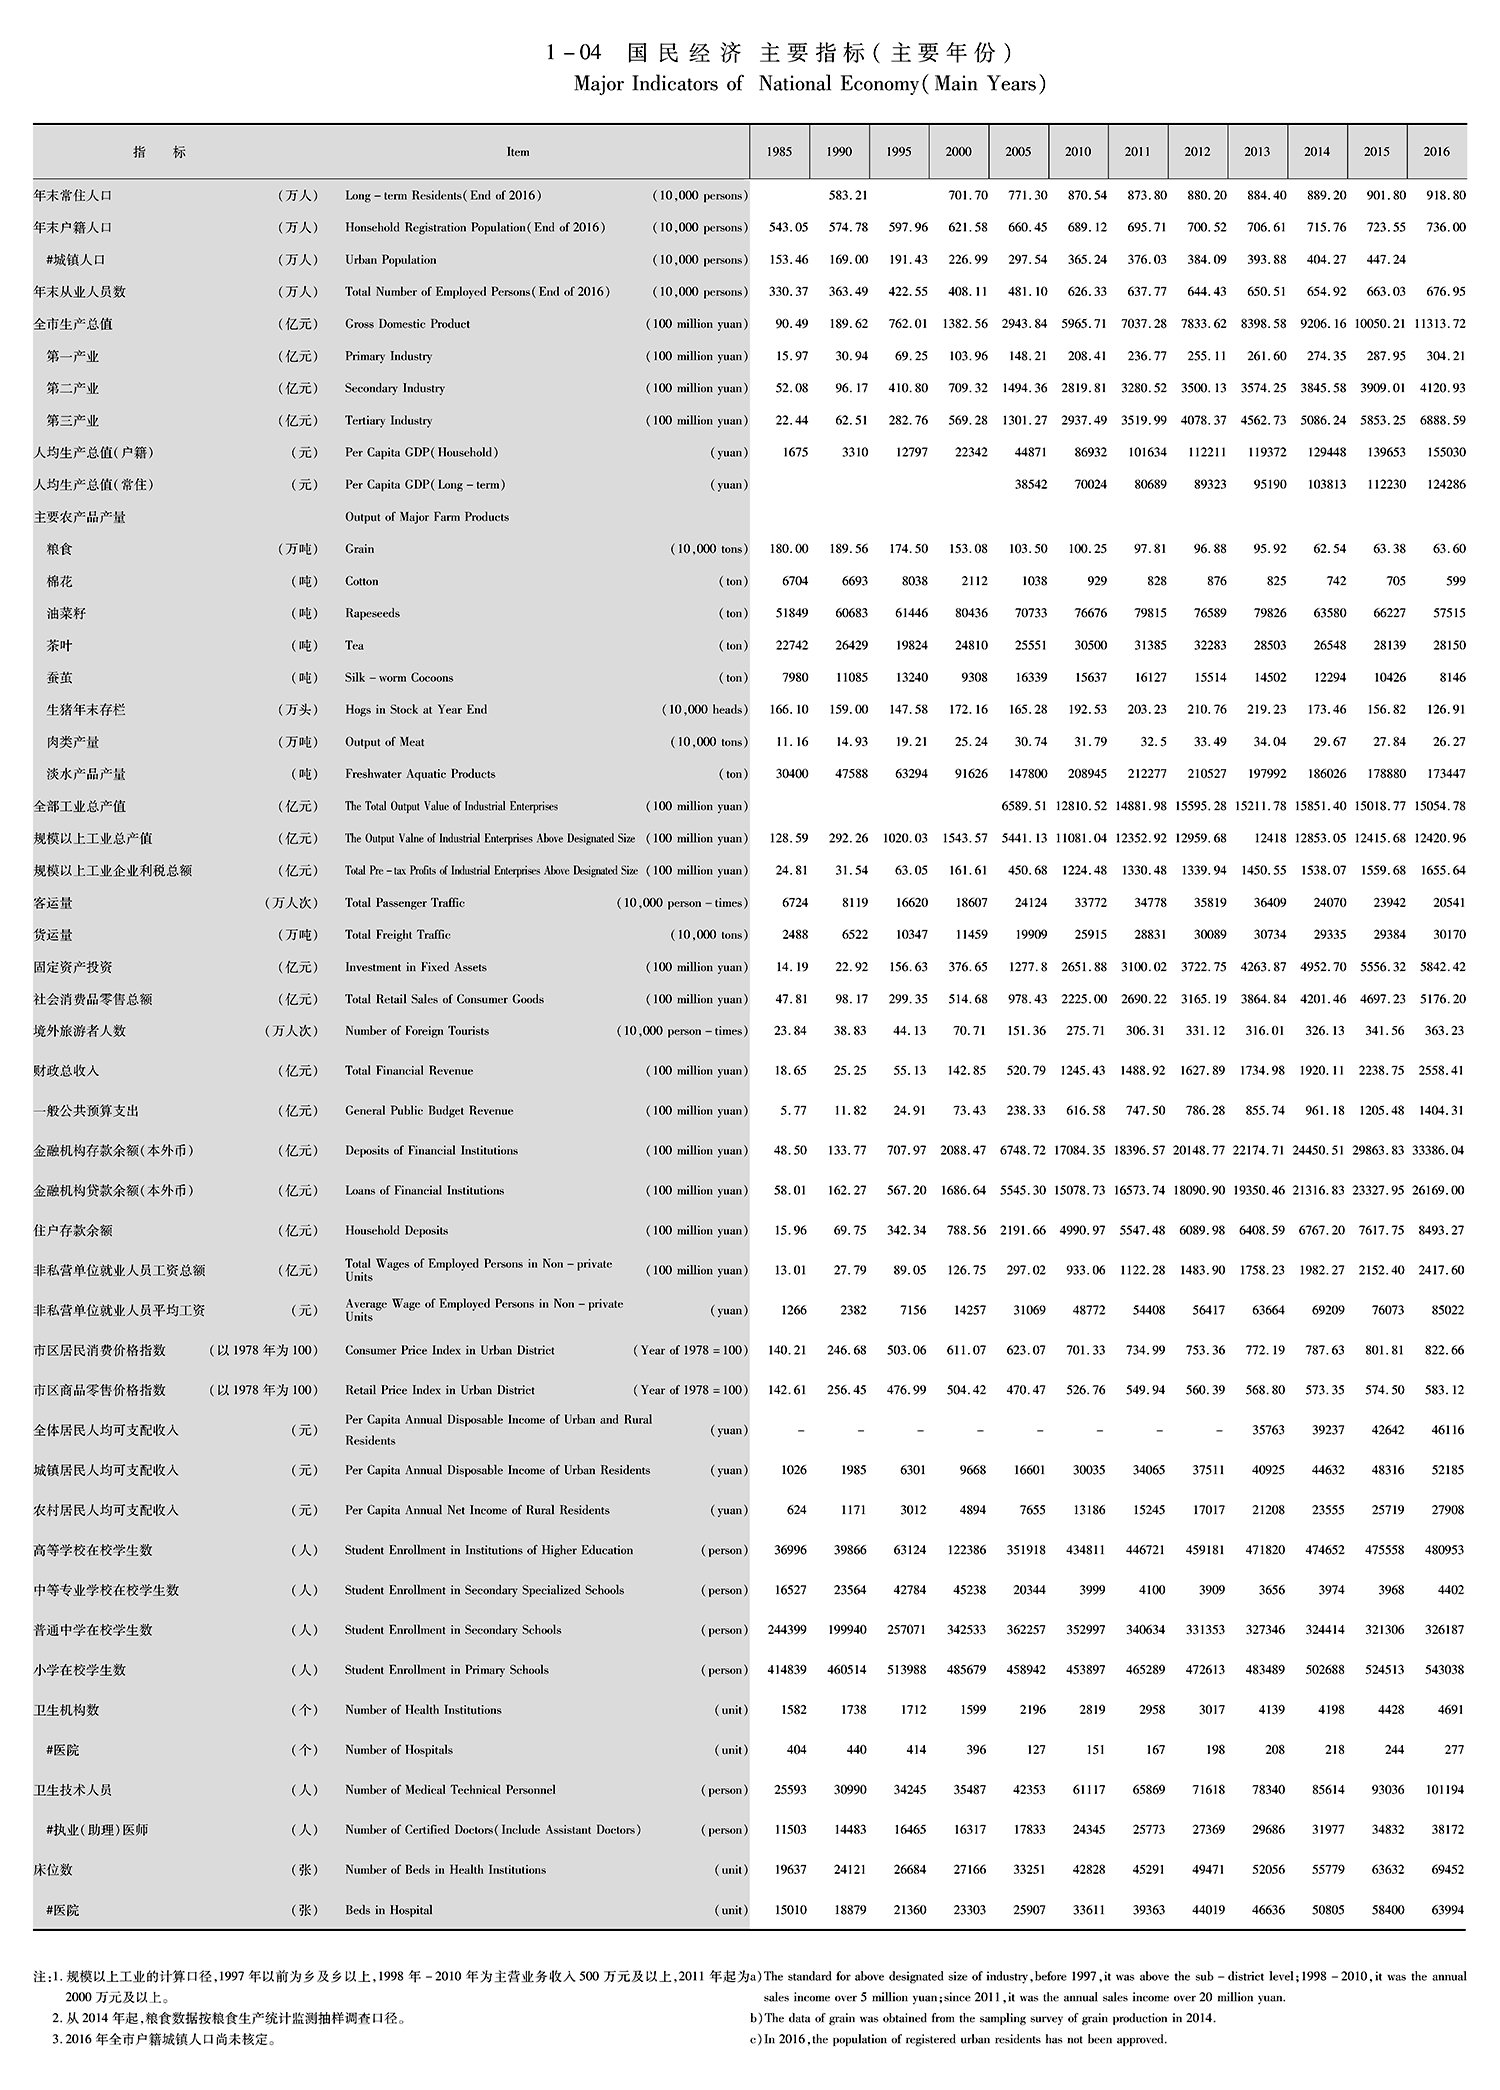 1-04 国民经济主要指标(主要年份)
Major Indicators of National Economy(Main Years)
指 标 Item 1985 1990 1995 2000 2005 2010 2011 2012 2013 2014 2015 2016
年末常住人口 (万人) Long-term Residents(End of 2016) (10,000 persons) 583.21 701.70 771.30 870.54 873.80 880.20 884.40 889.20 901.80 918.80
年末户籍人口 (万人) Honsehold Registration Population(End of 2016) (10,000 persons) 543.05 574.78 597.96 621.58 660.45 689.12 695.71 700.52 706.61 715.76 723.55 736.00
#城镇人口 (万人) Urban Population (10,000 persons) 153.46 169.00 191.43 226.99 297.54 365.24 376.03 384.09 393.88 404.27 447.24
年末从业人员数 (万人) Total Number of Employed Persons(End of 2016) (10,000 persons) 330.37 363.49 422.55 408.11 481.10 626.33 637.77 644.43 650.51 654.92 663.03 676.95
全市生产总值 (亿元) Gross Domestic Product (100 million yuan) 90.49 189.62 762.01 1382.56 2943.84 5965.71 7037.28 7833.62 8398.58 9206.16 10050.21 11313.72
第一产业 (亿元) Primary Industry (100 million yuan) 15.97 30.94 69.25 103.96 148.21 208.41 236.77 255.11 261.60 274.35 287.95 304.21
第二产业 (亿元) Secondary Industry (100 million yuan) 52.08 96.17 410.80 709.32 1494.36 2819.81 3280.52 3500.13 3574.25 3845.58 3909.01 4120.93
第三产业 (亿元) Tertiary Industry (100 million yuan) 22.44 62.51 282.76 569.28 1301.27 2937.49 3519.99 4078.37 4562.73 5086.24 5853.25 6888.59
人均生产总值(户籍) (元) Per Capita GDP(Household) (yuan) 1675 3310 12797 22342 44871 86932 101634 112211 119372 129448 139653 155030
人均生产总值(常住) (元) Per Capita GDP(Long-term) (yuan) 38542 70024 80689 89323 95190 103813 112230 124286
主要农产品产量 Output of Major Farm Products
粮食 (万吨) Grain (10,000 tons) 180.00 189.56 174.50 153.08 103.50 100.25 97.81 96.88 95.92 62.54 63.38 63.60
棉花 (吨) Cotton (ton) 6704 6693 8038 2112 1038 929 828 876 825 742 705 599
油菜籽 (吨) Rapeseeds (ton) 51849 60683 61446 80436 70733 76676 79815 76589 79826 63580 66227 57515
茶叶 (吨) Tea (ton) 22742 26429 19824 24810 25551 30500 31385 32283 28503 26548 28139 28150
蚕茧 (吨) Silk-worm Cocoons (ton) 7980 11085 13240 9308 16339 15637 16127 15514 14502 12294 10426 8146
生猪年末存栏 (万头) Hogs in Stock at Year End (10,000 heads) 166.10 159.00 147.58 172.16 165.28 192.53 203.23 210.76 219.23 173.46 156.82 126.91
肉类产量 (万吨) Output of Meat (10,000 tons) 11.16 14.93 19.21 25.24 30.74 31.79 32.5 33.49 34.04 29.67 27.84 26.27
淡水产品产量 (吨) Freshwater Aquatic Products (ton) 30400 47588 63294 91626 147800 208945 212277 210527 197992 186026 178880 173447
全部工业总产值 (亿元) The Total Output Value of Industrial Enterprises (100 million yuan) 6589.51 12810.52 14881.98 15595.28 15211.78 15851.40 15018.77 15054.78
规模以上工业总产值 (亿元) The Output Valne of Industrial Enterprises Above Designated Size (100 million yuan) 128.59 292.26 1020.03 1543.57 5441.13 11081.04 12352.92 12959.68 12418 12853.05 12415.68 12420.96
规模以上工业企业利税总额 (亿元) Total Pre-tax Profits of Industrial Enterprises Above Designated Size (100 million yuan) 24.81 31.54 63.05 161.61 450.68 1224.48 1330.48 1339.94 1450.55 1538.07 1559.68 1655.64
客运量 (万人次) Total Passenger Traffic (10,000 person-times) 6724 8119 16620 18607 24124 33772 34778 35819 36409 24070 23942 20541
货运量 (万吨) Total Freight Traffic (10,000 tons) 2488 6522 10347 11459 19909 25915 28831 30089 30734 29335 29384 30170
固定资产投资 (亿元) Investment in Fixed Assets (100 million yuan) 14.19 22.92 156.63 376.65 1277.8 2651.88 3100.02 3722.75 4263.87 4952.70 5556.32 5842.42
社会消费品零售总额 (亿元) Total Retail Sales of Consumer Goods (100 million yuan) 47.81 98.17 299.35 514.68 978.43 2225.00 2690.22 3165.19 3864.84 4201.46 4697.23 5176.20
境外旅游者人数 (万人次) Number of Foreign Tourists (10,000 person-times) 23.84 38.83 44.13 70.71 151.36 275.71 306.31 331.12 316.01 326.13 341.56 363.23
财政总收入 (亿元) Total Financial Revenue (100 million yuan) 18.65 25.25 55.13 142.85 520.79 1245.43 1488.92 1627.89 1734.98 1920.11 2238.75 2558.41
一般公共预算支出 (亿元) General Public Budget Revenue (100 million yuan) 5.77 11.82 24.91 73.43 238.33 616.58 747.50 786.28 855.74 961.18 1205.48 1404.31
金融机构存款余额(本外币) (亿元) Deposits of Financial Institutions (100 million yuan) 48.50 133.77 707.97 2088.47 6748.72 17084.35 18396.57 20148.77 22174.71 24450.51 29863.83 33386.04
金融机构贷款余额(本外币) (亿元) Loans of Financial Institutions (100 million yuan) 58.01 162.27 567.20 1686.64 5545.30 15078.73 16573.74 18090.90 19350.46 21316.83 23327.95 26169.00
住户存款余额 (亿元) Household Deposits (100 million yuan) 15.96 69.75 342.34 788.56 2191.66 4990.97 5547.48 6089.98 6408.59 6767.20 7617.75 8493.27
非私营单位就业人员工资总额 (亿元) Total Wages of Employed Persons in Non-private Units (100 million yuan) 13.01 27.79 89.05 126.75 297.02 933.06 1122.28 1483.90 1758.23 1982.27 2152.40 2417.60
非私营单位就业人员平均工资 (元) Average Wage of Employed Persons in Non-private Units (yuan) 1266 2382 7156 14257 31069 48772 54408 56417 63664 69209 76073 85022
市区居民消费价格指数 (以1978年为100) Consumer Price Index in Urban District (Year of 1978=100) 140.21 246.68 503.06 611.07 623.07 701.33 734.99 753.36 772.19 787.63 801.81 822.66
市区商品零售价格指数 (以1978年为100) Retail Price Index in Urban District (Year of 1978=100) 142.61 256.45 476.99 504.42 470.47 526.76 549.94 560.39 568.80 573.35 574.50 583.12
全体居民人均可支配收入 (元) Per Capita Annual Disposable Income of Urban and Rural Residents (yuan) - - - - - - - - 35763 39237 42642 46116
城镇居民人均可支配收入 (元) Per Capita Annual Disposable Income of Urban Residents (yuan) 1026 1985 6301 9668 16601 30035 34065 37511 40925 44632 48316 52185
农村居民人均可支配收入 (元) Per Capita Annual Net Income of Rural Residents (yuan) 624 1171 3012 4894 7655 13186 15245 17017 21208 23555 25719 27908
高等学校在校学生数 (人) Student Enrollment in Institutions of Higher Education (person) 36996 39866 63124 122386 351918 434811 446721 459181 471820 474652 475558 480953
中等专业学校在校学生数 (人) Student Enrollment in Secondary Specialized Schools (person) 16527 23564 42784 45238 20344 3999 4100 3909 3656 3974 3968 4402
普通中学在校学生数 (人) Student Enrollment in Secondary Schools (person) 244399 199940 257071 342533 362257 352997 340634 331353 327346 324414 321306 326187
小学在校学生数 (人) Student Enrollment in Primary Schools (person) 414839 460514 513988 485679 458942 453897 465289 472613 483489 502688 524513 543038
卫生机构数 (个) Number of Health Institutions (unit) 1582 1738 1712 1599 2196 2819 2958 3017 4139 4198 4428 4691
#医院 (个) Number of Hospitals (unit) 404 440 414 396 127 151 167 198 208 218 244 277
卫生技术人员 (人) Number of Medical Technical Personnel (person) 25593 30990 34245 35487 42353 61117 65869 71618 78340 85614 93036 101194
#执业(助理)医师 (人) Number of Certified Doctors(Include Assistant Doctors) (person) 11503 14483 16465 16317 17833 24345 25773 27369 29686 31977 34832 38172
床位数 (张) Number of Beds in Health Institutions (unit) 19637 24121 26684 27166 33251 42828 45291 49471 52056 55779 63632 69452
#医院 (张) Beds in Hospital (unit) 15010 18879 21360 23303 25907 33611 39363 44019 46636 50805 58400 63994
注:1. 规模以上工业的计算口径,1997年以前为乡及乡以上,1998年-2010年为主营业务收入500万元及以上,2011年起为
2000万元及以上。
2. 从2014年起,粮食数据按粮食生产统计监测抽样调查口径。
3. 2016年全市户籍城镇人口尚未核定。
a)The standard for above designated size of industry,before 1997,it was above the sub-district level;1998-2010,it was the annual
sales income over 5 million yuan;since 2011,it was the annual sales income over 20 million yuan.
b)The data of grain was obtained from the sampling survey of grain production in 2014.
c)In 2016,the population of registered urban residents has not been approved.